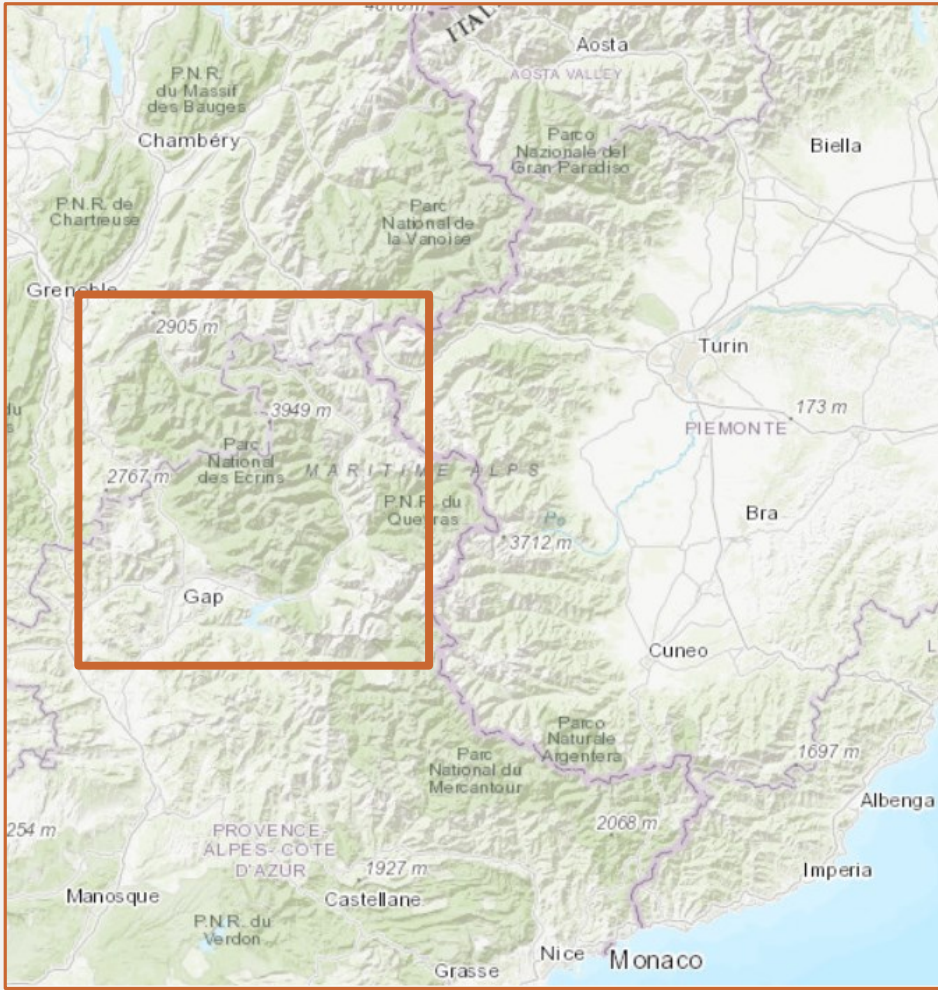 4810 m
ITAL
Aosta
AOSTA VALLEY
P.N.R.
du Massif
des Bauges
Chambéry
Parco
Nazionale del
Gran Paradiso
Biella
P.N.R. de
Chartreuse
Parc
National de
la Vanoise
Grenoble
2905 m
Turin
3949 m
173 m
PIEMONTE
du
s
Parc
National
des Ecrins
MARITIME ALPS
2767 m
P.N.R. du
Queyras
Po
Bra
3712 m
Gap
Cuneo
L
Parco
Naturale
Argentera
Parc
National du
Mercantour
1697 m
Albenga
254 m
PROVENCE-
ALPES- COTE
D'AZUR
2068 m
1927 m
Imperia
Manosque
Castellane
P.N.R. du
Verdon
Nice
Monaco
Grasse